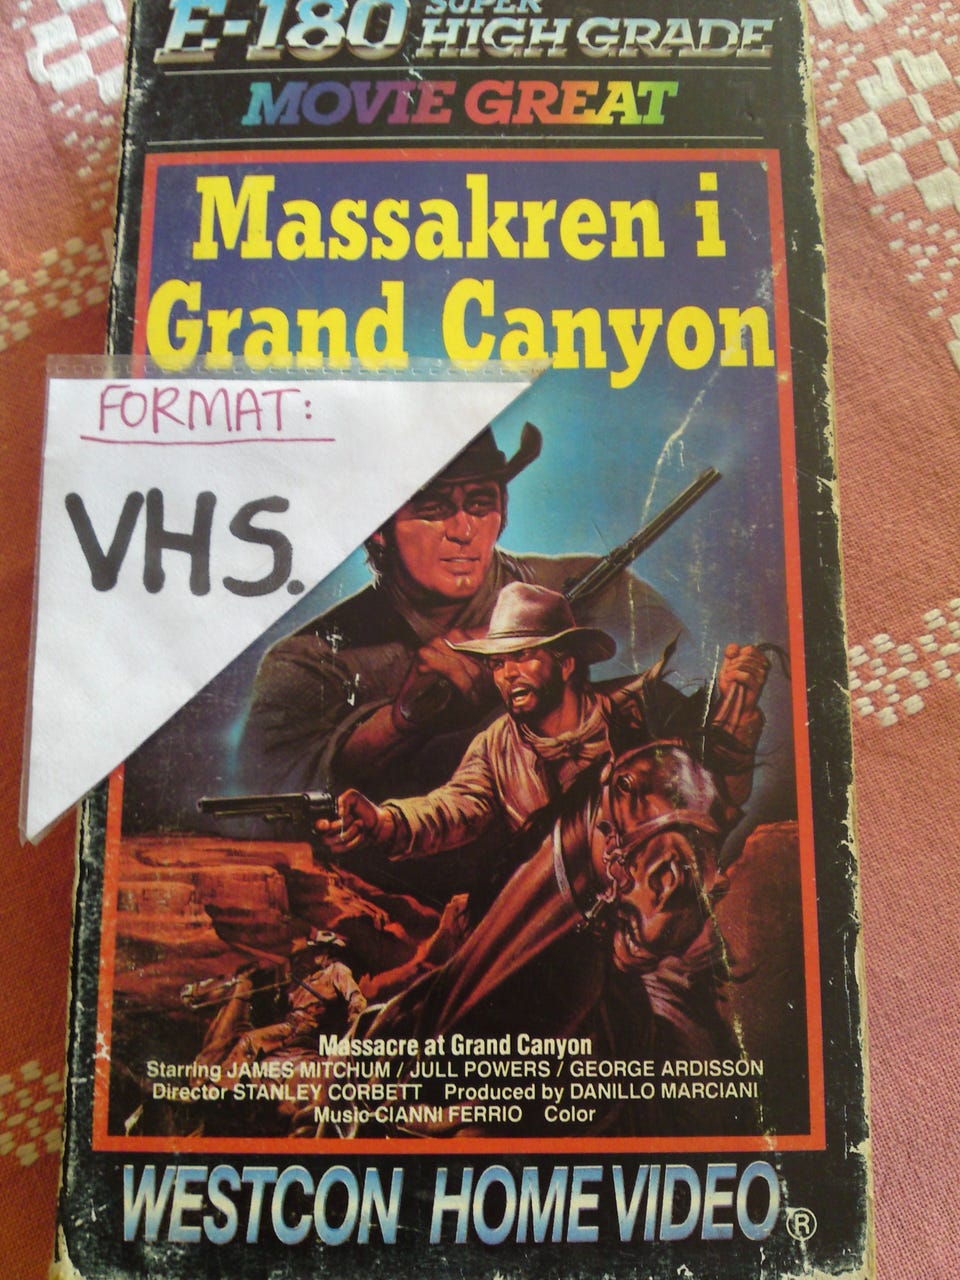 SUPER
E-180 HIGH GRADE
MOVIE GREAT
Massakren i
Grand Canyon
FORMAT:
VHS.
Massacre at Grand Canyon
Starring JAMES MITCHUM / JULL POWERS / GEORGE ARDISSON
Director STANLEY CORBETT Produced by DANILLO MARCIANI
Music CIANNI FERRIO Color
WESTCON HOME VIDEO ®